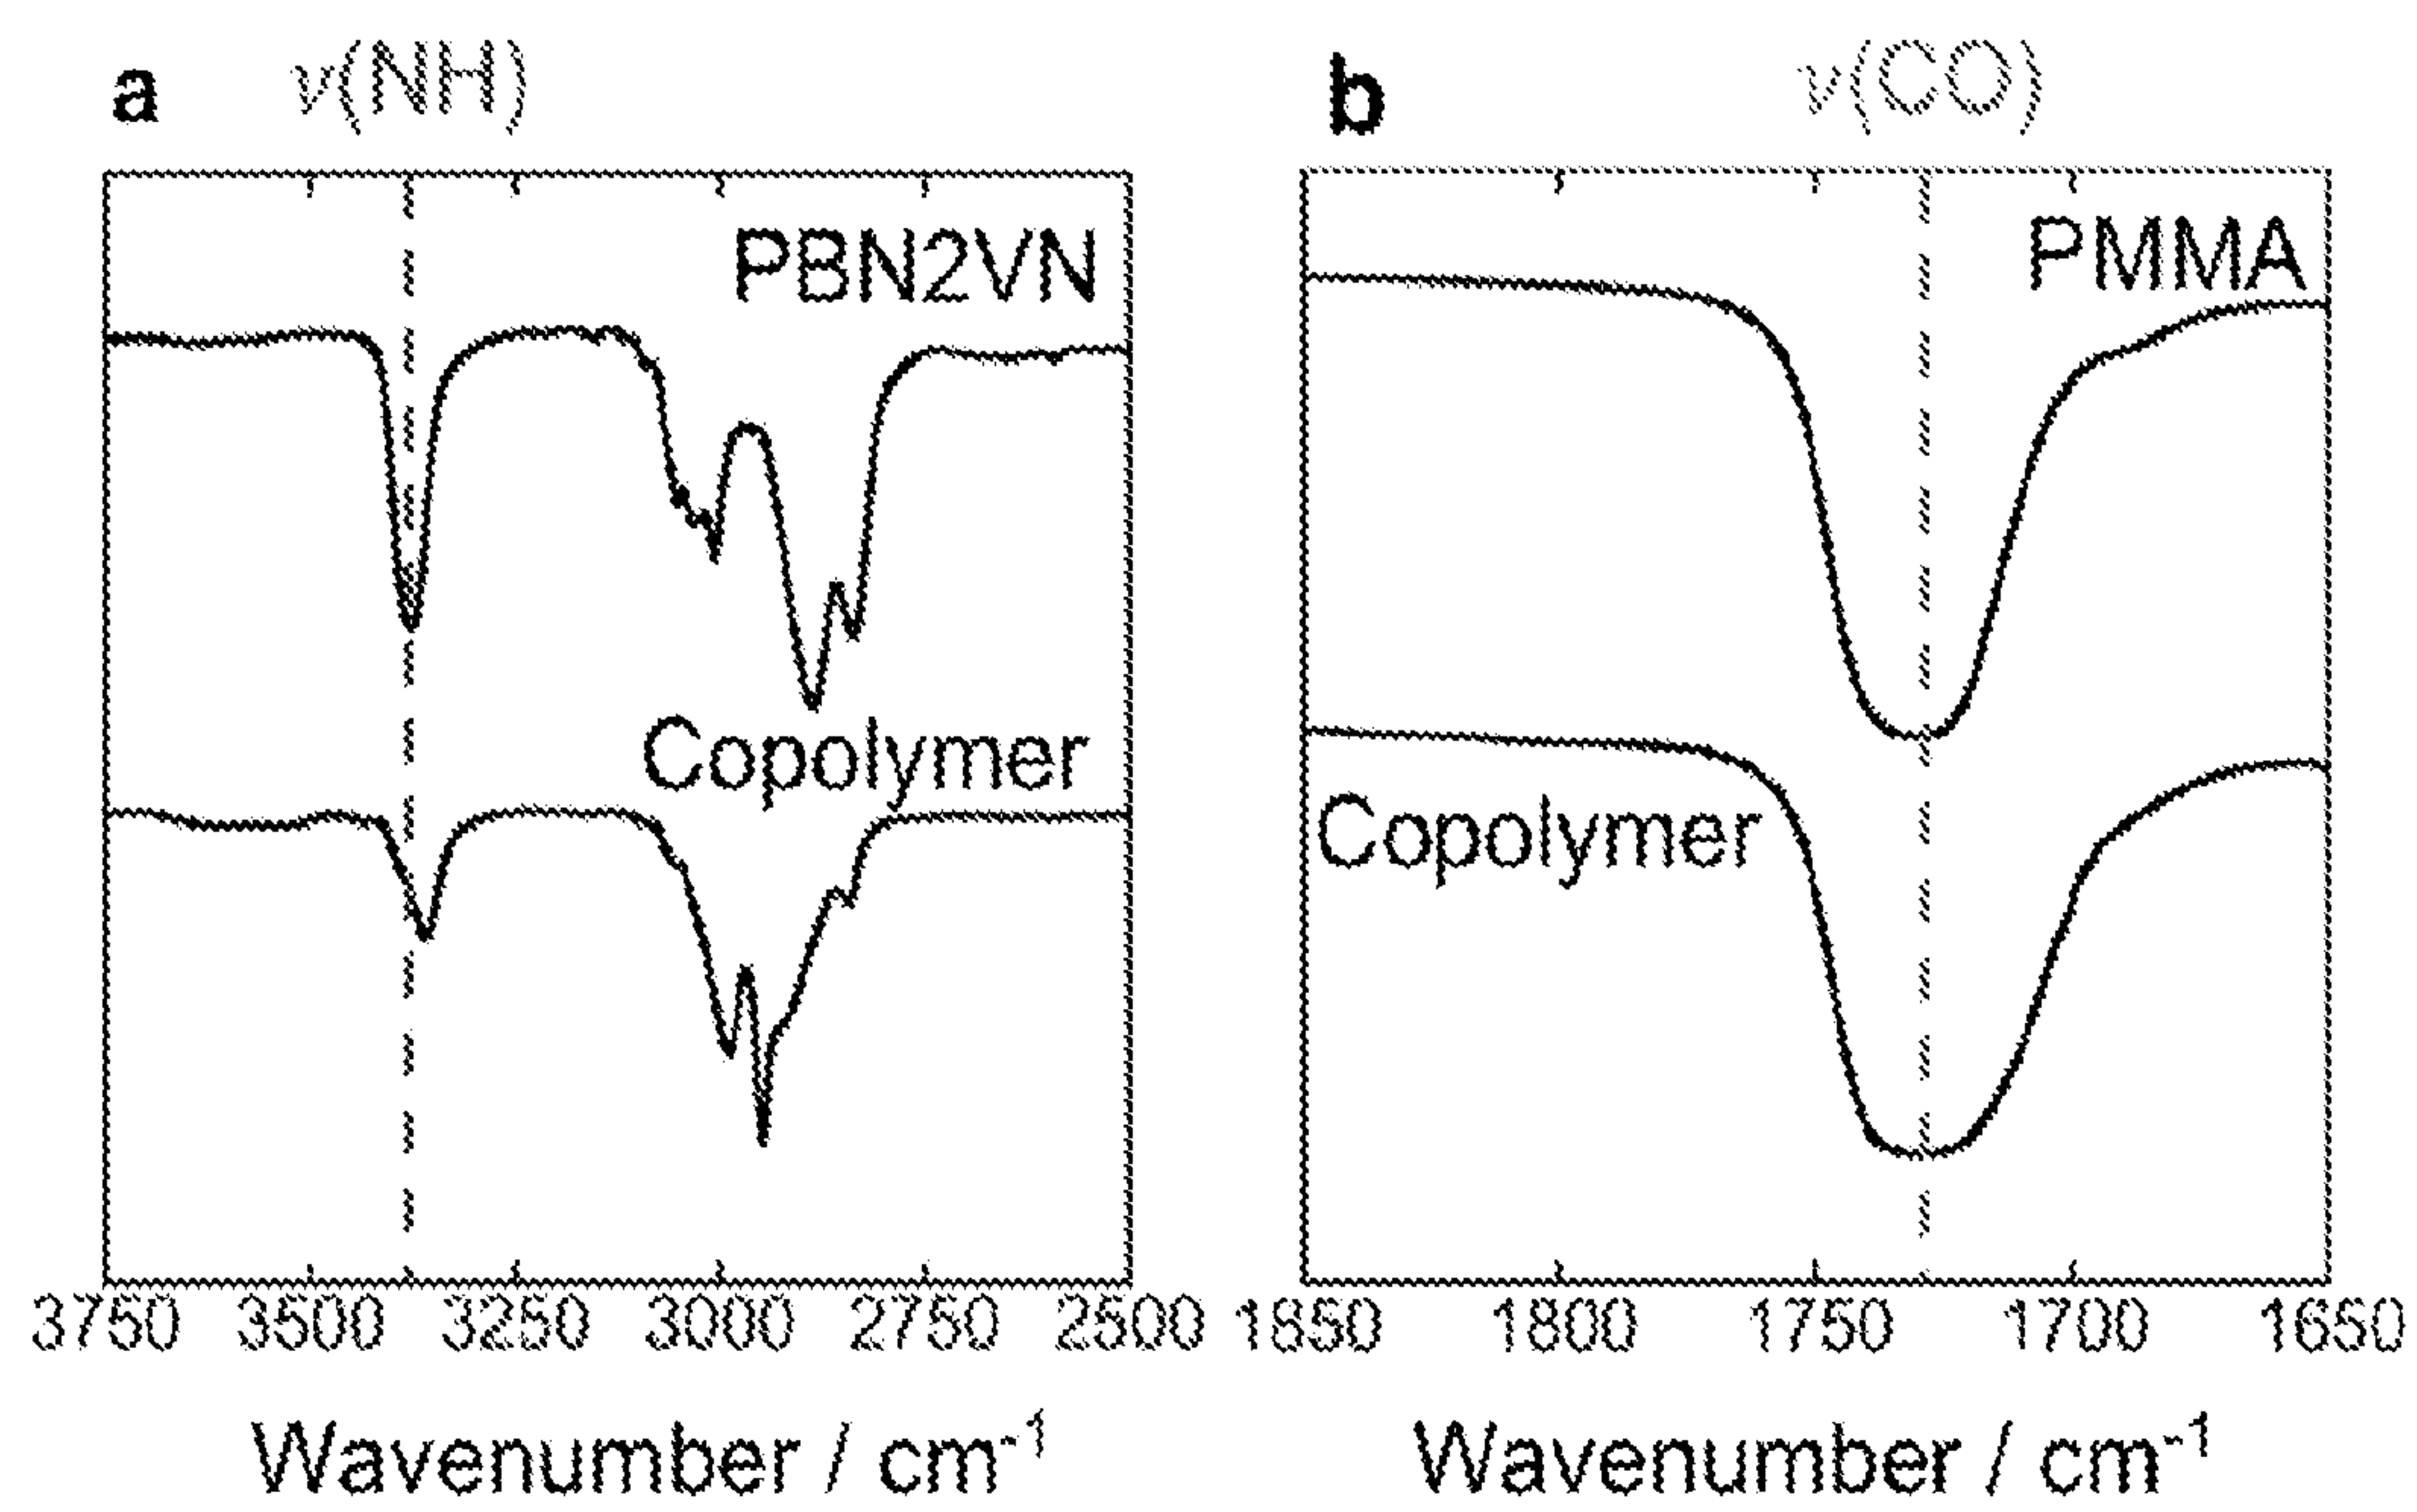 a ν(NH)
PBN2VN
Copolymer
3750 3500 3250 3000 2750 2500
Wavenumber / cm-1
b ν(CO)
PMMA
Copolymer
1850 1800 1750 1700 1650
Wavenumber / cm-1